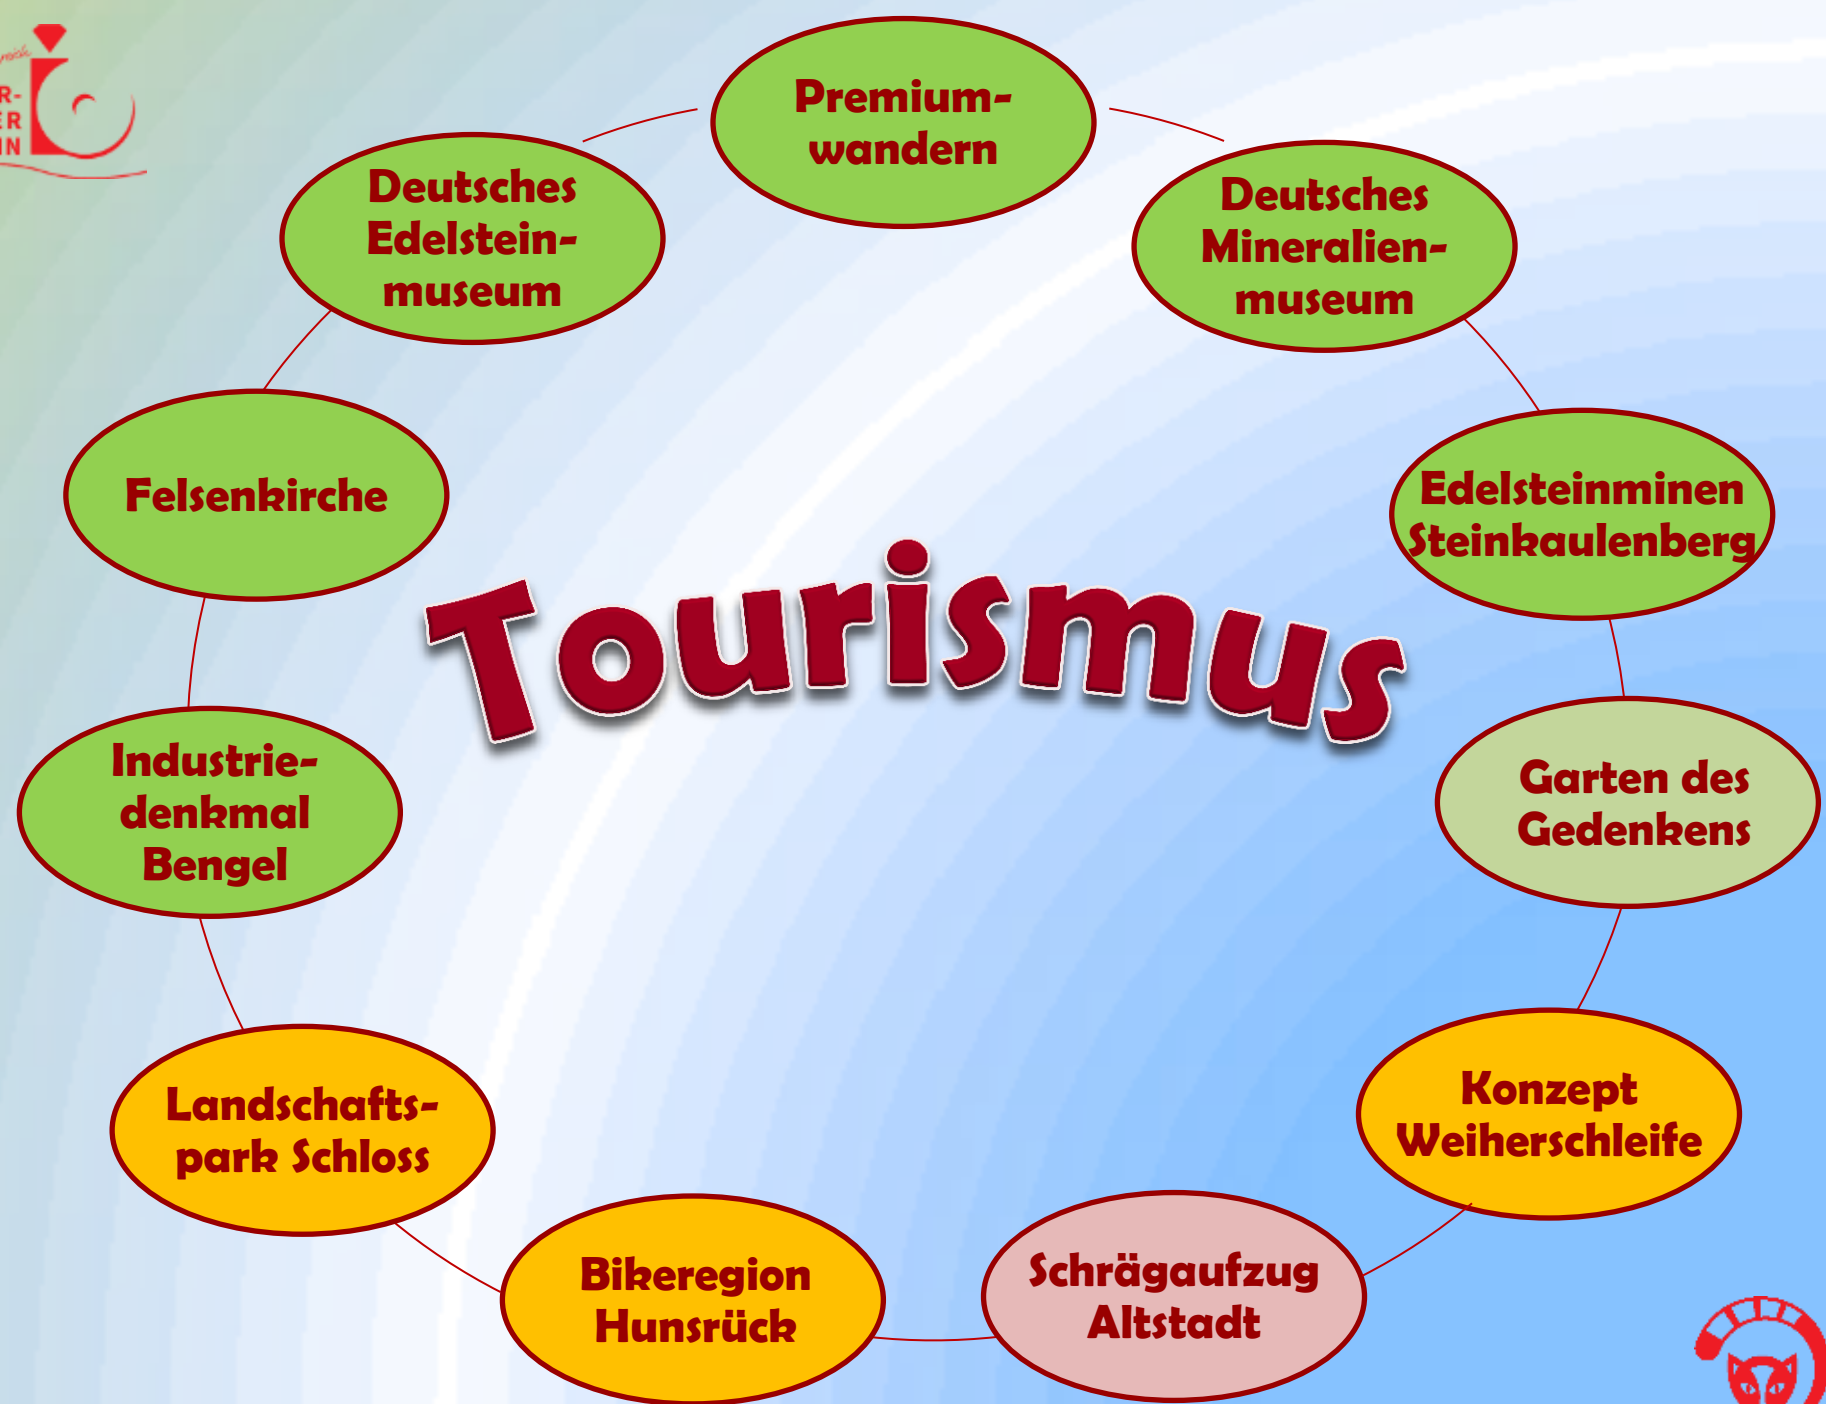 Premium-
wandern
Deutsches
Mineralien-
museum
Edelsteinminen
Steinkaulenberg
Garten des
Gedenkens
Konzept
Weiherschleife
Schrägaufzug
Altstadt
Bikeregion
Hunsrück
Landschafts-
park Schloss
Industrie-
denkmal
Bengel
Felsenkirche
Deutsches
Edelstein-
museum
Tourismus